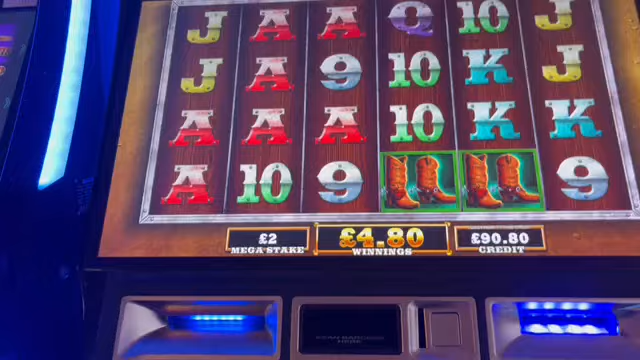 J A A Q 10 J
J A 9 10 K J
A A A 10 K K
A 10 9 9
£2 £4.80 £90.80
MEGA STAKE WINNINGS CREDIT